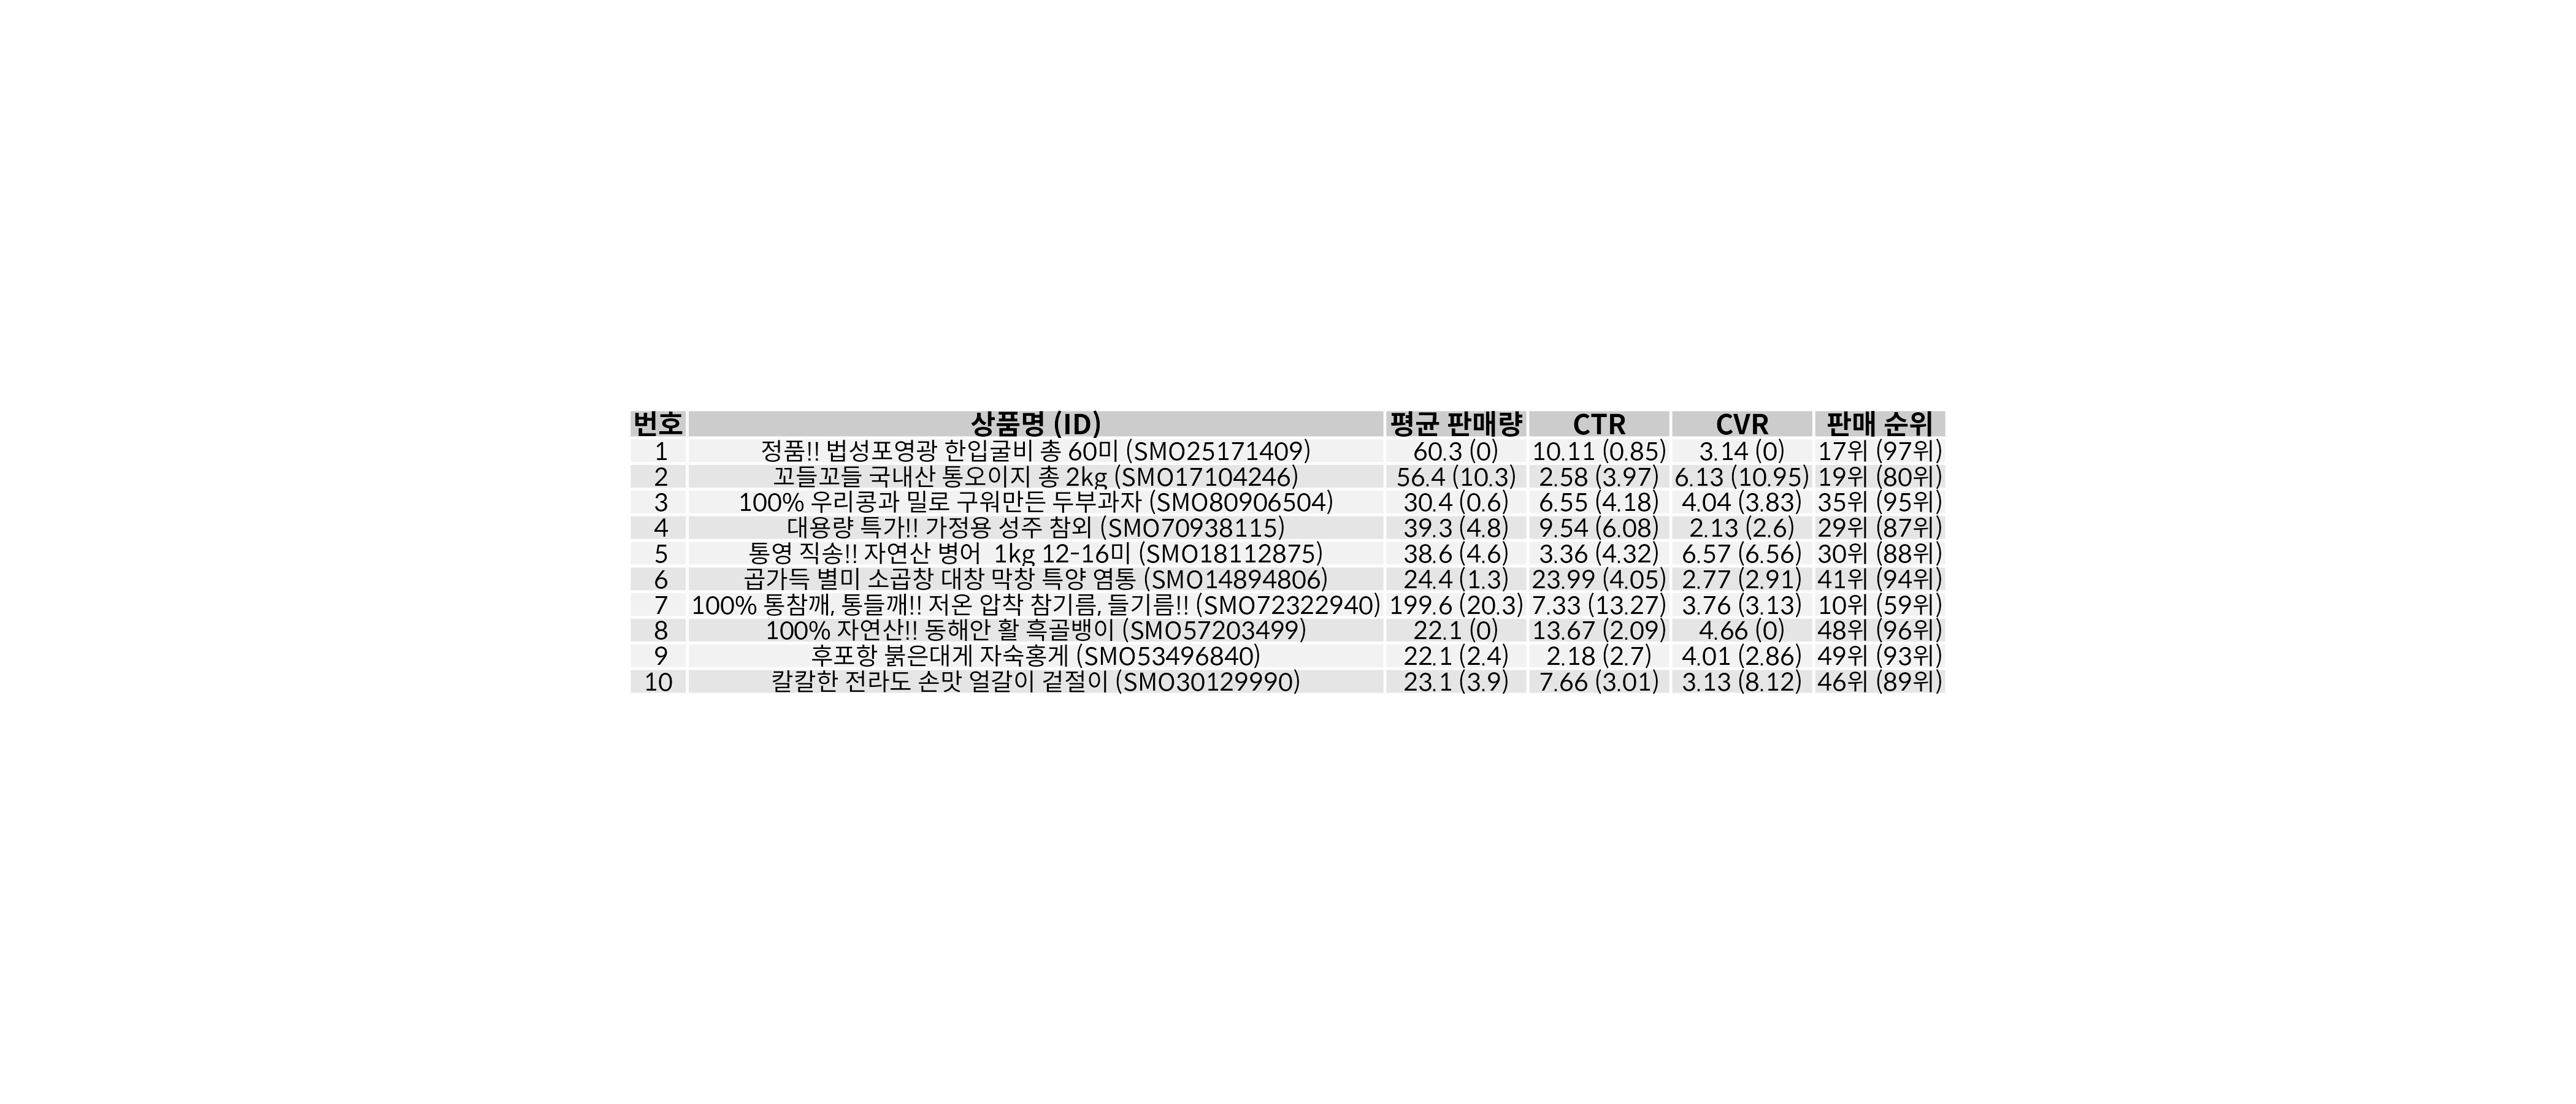 번호 상품명 (ID) 평균 판매량 CTR CVR 판매 순위
1 정품!! 법성포영광 한입굴비 총 60미 (SMO25171409) 60.3 (0) 10.11 (0.85) 3.14 (0) 17위 (97위)
2 꼬들꼬들 국내산 통오이지 총 2kg (SMO17104246) 56.4 (10.3) 2.58 (3.97) 6.13 (10.95) 19위 (80위)
3 100% 우리콩과 밀로 구워만든 두부과자 (SMO80906504) 30.4 (0.6) 6.55 (4.18) 4.04 (3.83) 35위 (95위)
4 대용량 특가!! 가정용 성주 참외 (SMO70938115) 39.3 (4.8) 9.54 (6.08) 2.13 (2.6) 29위 (87위)
5 통영 직송!! 자연산 병어  1kg 12-16미 (SMO18112875) 38.6 (4.6) 3.36 (4.32) 6.57 (6.56) 30위 (88위)
6 곱가득 별미 소곱창 대창 막창 특양 염통 (SMO14894806) 24.4 (1.3) 23.99 (4.05) 2.77 (2.91) 41위 (94위)
7 100% 통참깨, 통들깨!! 저온 압착 참기름, 들기름!! (SMO72322940) 199.6 (20.3) 7.33 (13.27) 3.76 (3.13) 10위 (59위)
8 100% 자연산!! 동해안 활 흑골뱅이 (SMO57203499) 22.1 (0) 13.67 (2.09) 4.66 (0) 48위 (96위)
9 후포항 붉은대게 자숙홍게 (SMO53496840) 22.1 (2.4) 2.18 (2.7) 4.01 (2.86) 49위 (93위)
10 칼칼한 전라도 손맛 얼갈이 겉절이 (SMO30129990) 23.1 (3.9) 7.66 (3.01) 3.13 (8.12) 46위 (89위)